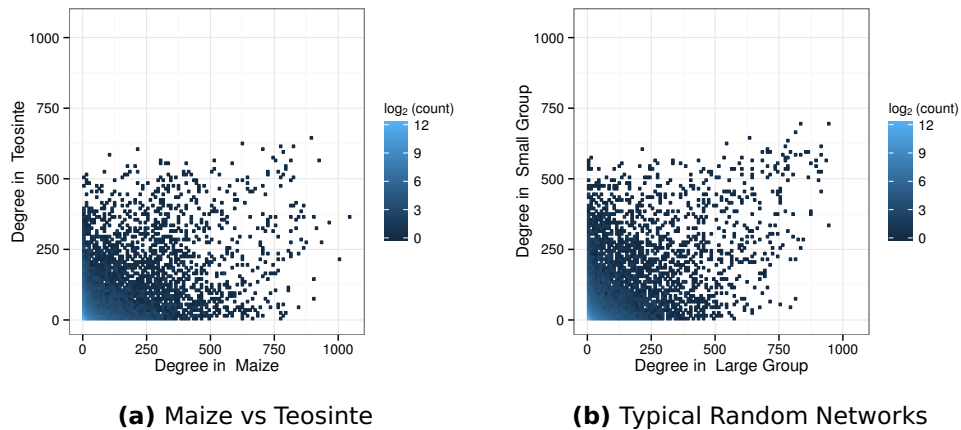 1000
750
500
250
0
Degree in Teosinte
0 250 500 750 1000
Degree in Maize
log2 (count)
12
9
6
3
0
(a) Maize vs Teosinte
1000
750
500
250
0
Degree in Small Group
0 250 500 750 1000
Degree in Large Group
log2 (count)
12
9
6
3
0
(b) Typical Random Networks